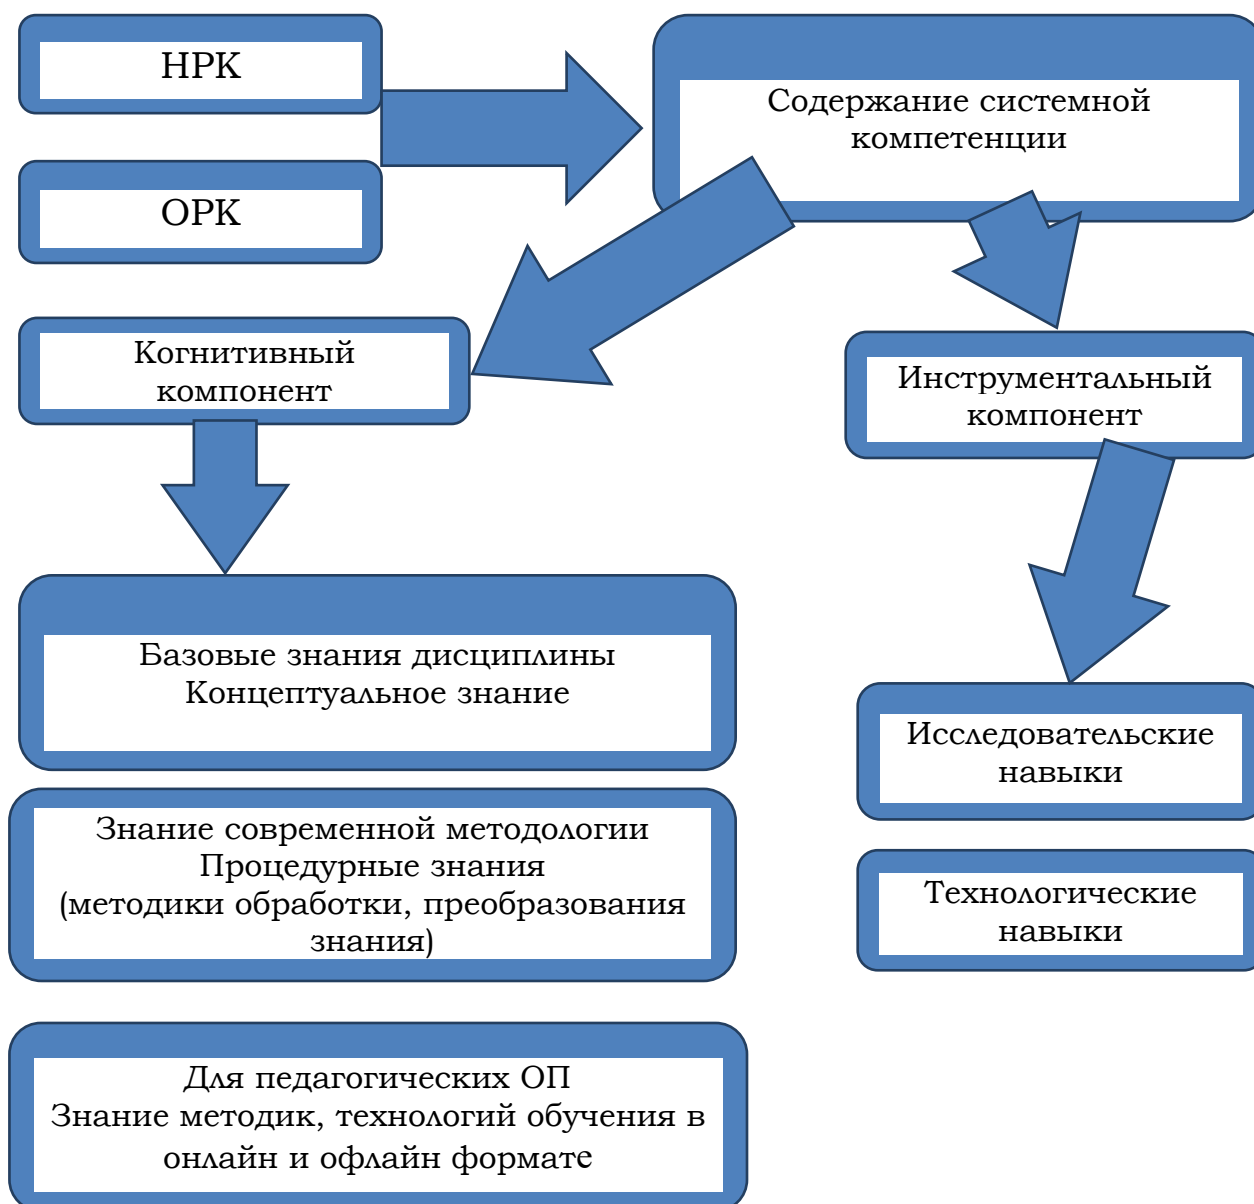 НРК
ОРК
Содержание системной
компетенции
Когнитивный
компонент
Инструментальный
компонент
Базовые знания дисциплины
Концептуальное знание
Знание современной методологии
Процедурные знания
(методики обработки, преобразования
знания)
Для педагогических ОП
Знание методик, технологий обучения в
онлайн и офлайн формате
Исследовательские
навыки
Технологические
навыки